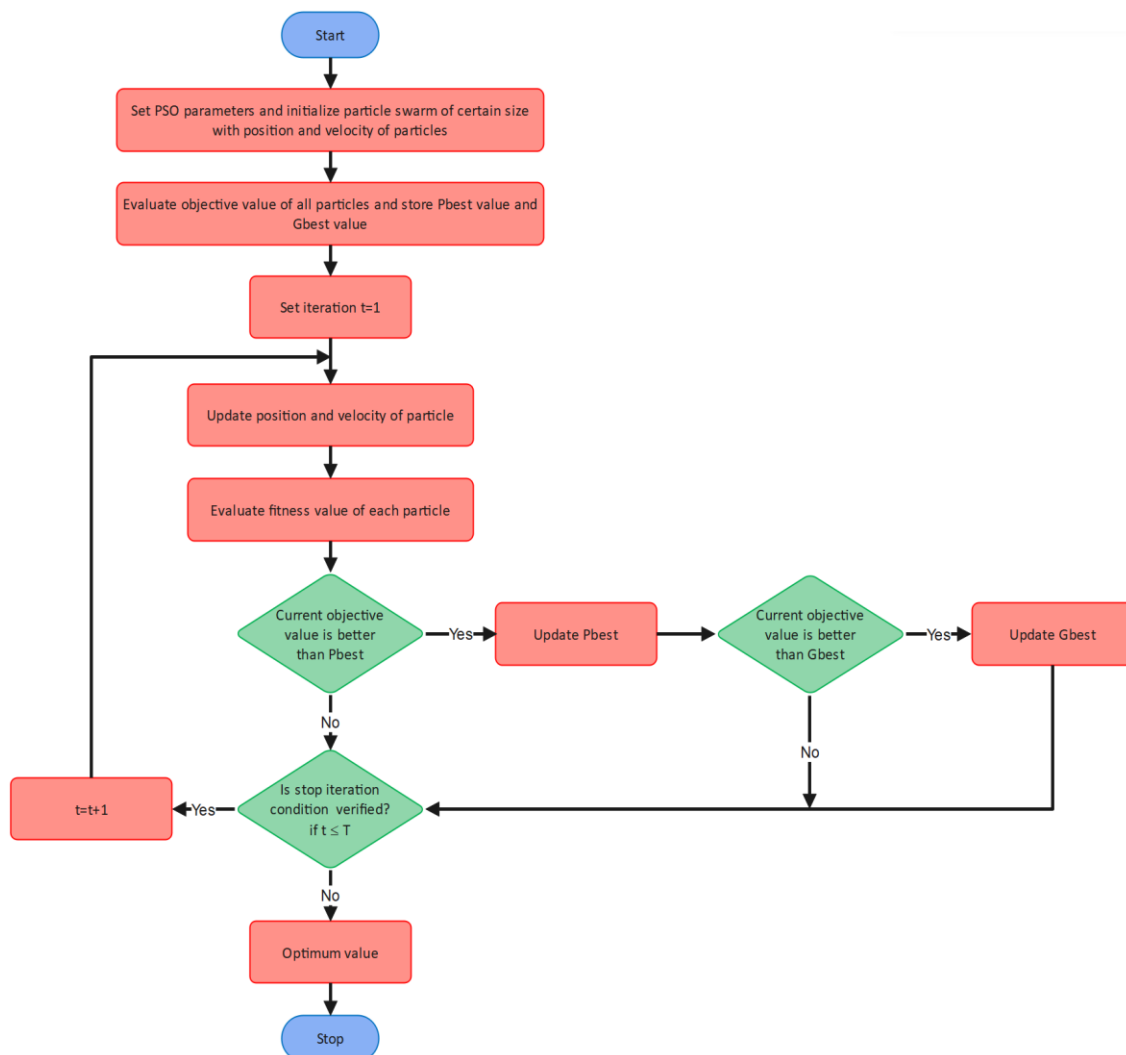 Start
Set PSO parameters and initialize particle swarm of certain size
with position and velocity of particles
Evaluate objective value of all particles and store Pbest value and
Gbest value
Set iteration t=1
Update position and velocity of particle
Evaluate fitness value of each particle
Current objective
value is better
than Pbest
Yes
Update Pbest
Current objective
value is better
than Gbest
Yes
Update Gbest
No
No
Is stop iteration
condition verified?
if t ≤ T
Yes
t=t+1
No
Optimum value
Stop